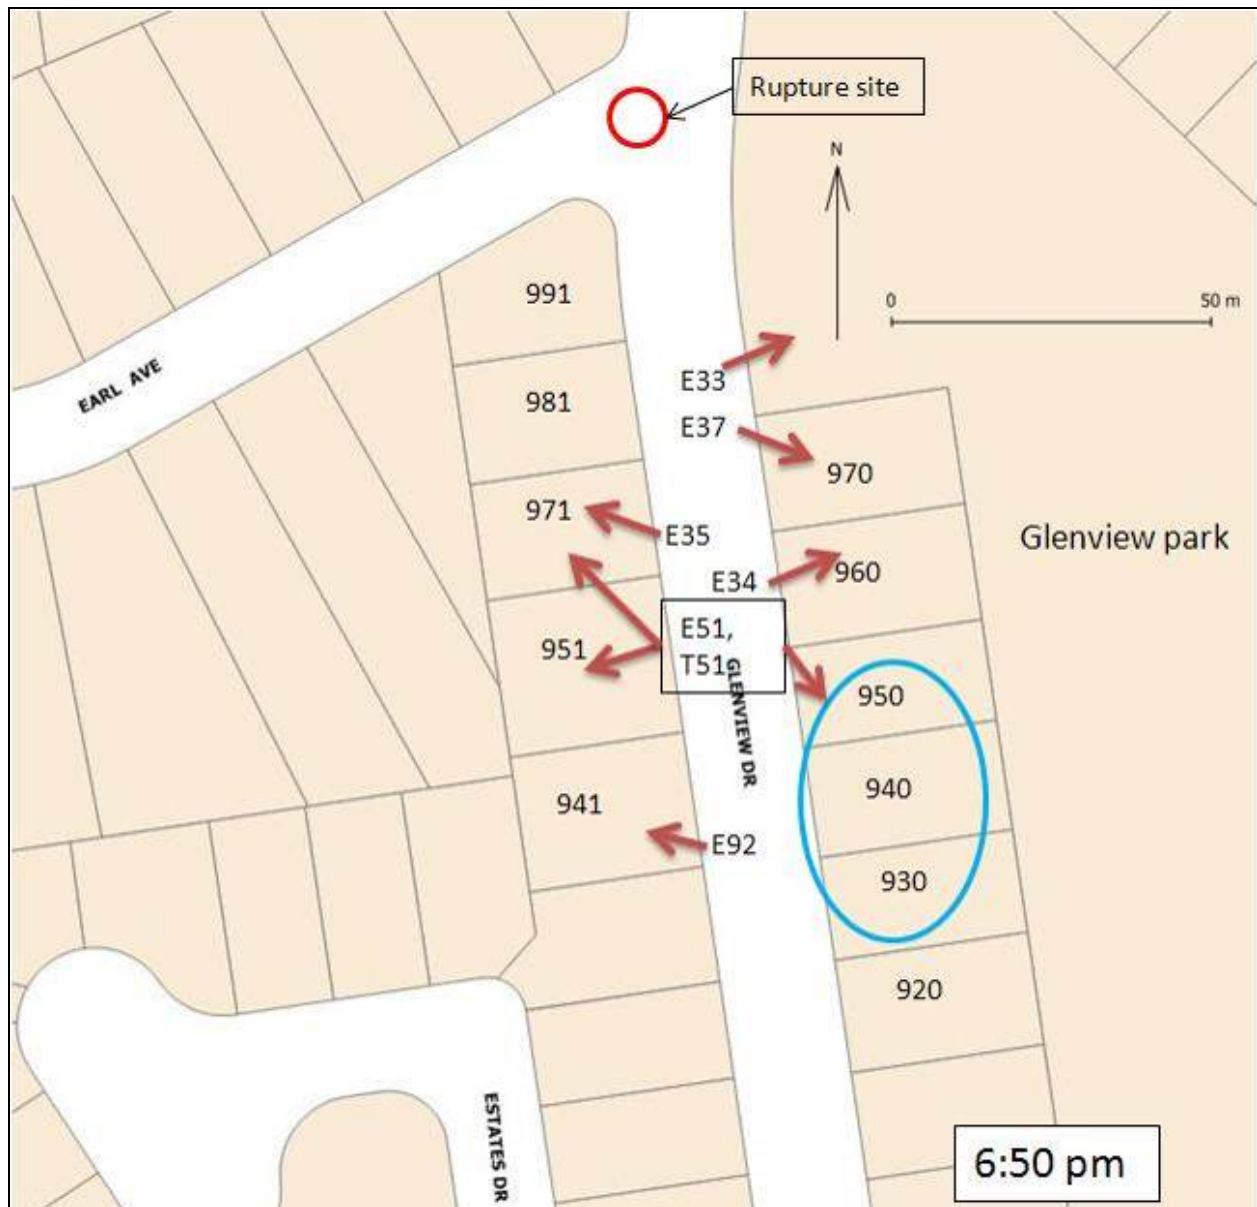 Rupture site
N
0
50 m
991
EARL AVE
981
E33
E37
970
971
E35
Glenview park
E34
960
E51,
T51
951
GLENVIEW DR
950
940
941
E92
930
920
ESTATES DR
6:50 pm